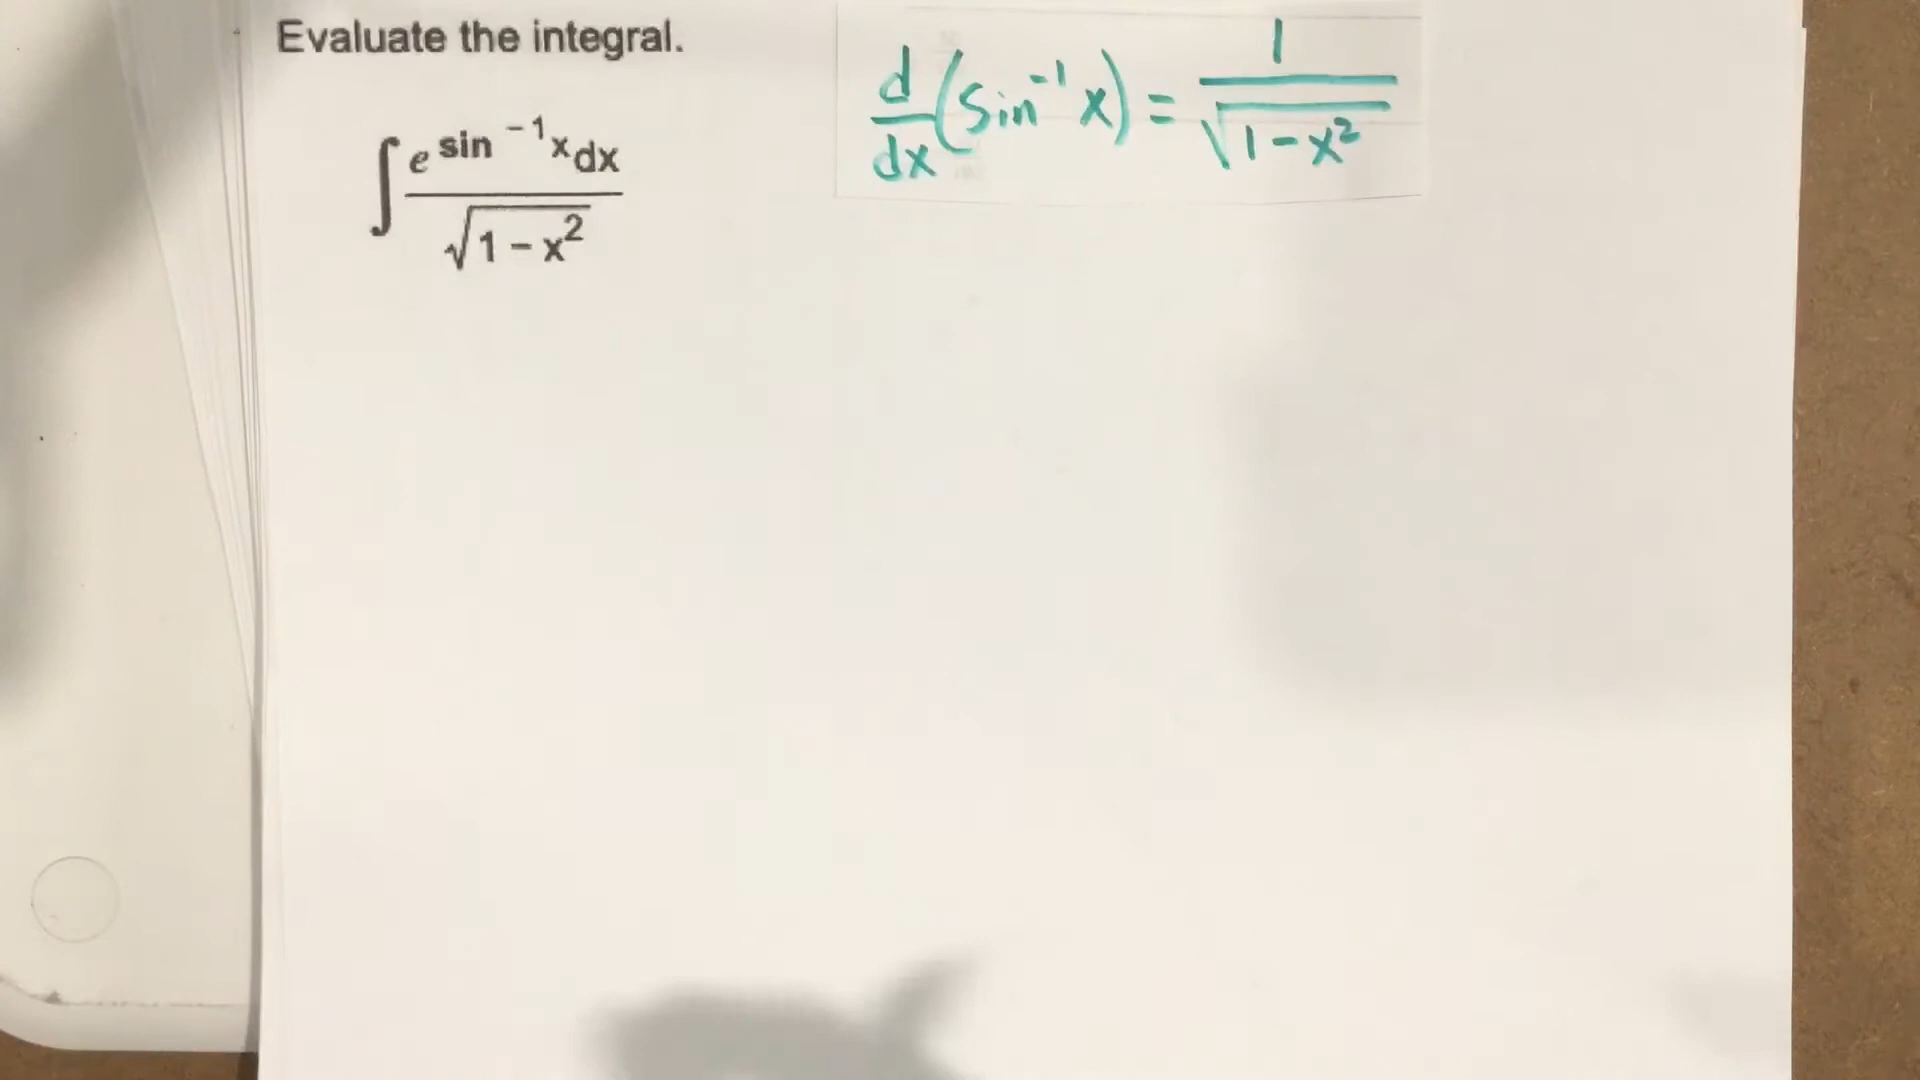 Evaluate the integral.
∫ e^{sin⁻¹x} dx / √(1 − x²)
d/dx (sin⁻¹ x) = 1 / √(1 − x²)